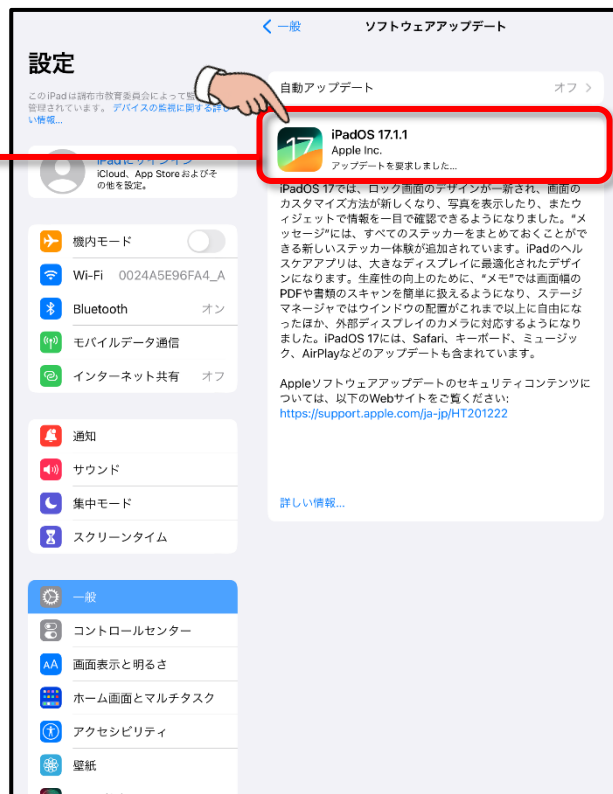 一般
ソフトウェアアップデート
設定
このiPadは調布市教育委員会によって
管理されています。 デバイスの監視に関する詳し
い情報...
iPadにサインイン
iCloud、App Storeおよびそ
の他を設定。
機内モード
Wi-Fi 0024A5E96FA4_A
Bluetooth オン
モバイルデータ通信
インターネット共有 オフ
通知
サウンド
集中モード
スクリーンタイム
一般
コントロールセンター
AA 画面表示と明るさ
ホーム画面とマルチタスク
アクセシビリティ
壁紙
自動アップデート オフ
17
iPadOS 17.1.1
Apple Inc.
アップデートを要求しました...
iPadOS 17では、ロック画面のデザインが一新され、画面の
カスタマイズ方法が新しくなり、写真を表示したり、またウ
ィジェットで情報を一目で確認できるようになりました。“メ
ッセージ”には、すべてのステッカーをまとめておくことがで
きる新しいステッカー体験が追加されています。iPadのヘル
スケアアプリは、大きなディスプレイに最適化されたデザイ
ンになります。生産性の向上のために、“メモ”では画面幅の
PDFや書類のスキャンを簡単に扱えるようになり、ステージ
マネージャではウインドウの配置がこれまで以上に自由にな
ったほか、外部ディスプレイのカメラに対応するようになり
ました。iPadOS 17には、Safari、キーボード、ミュージッ
ク、AirPlayなどのアップデートも含まれています。
Appleソフトウェアアップデートのセキュリティコンテンツに
ついては、以下のWebサイトをご覧ください:
https://support.apple.com/ja-jp/HT201222
詳しい情報...